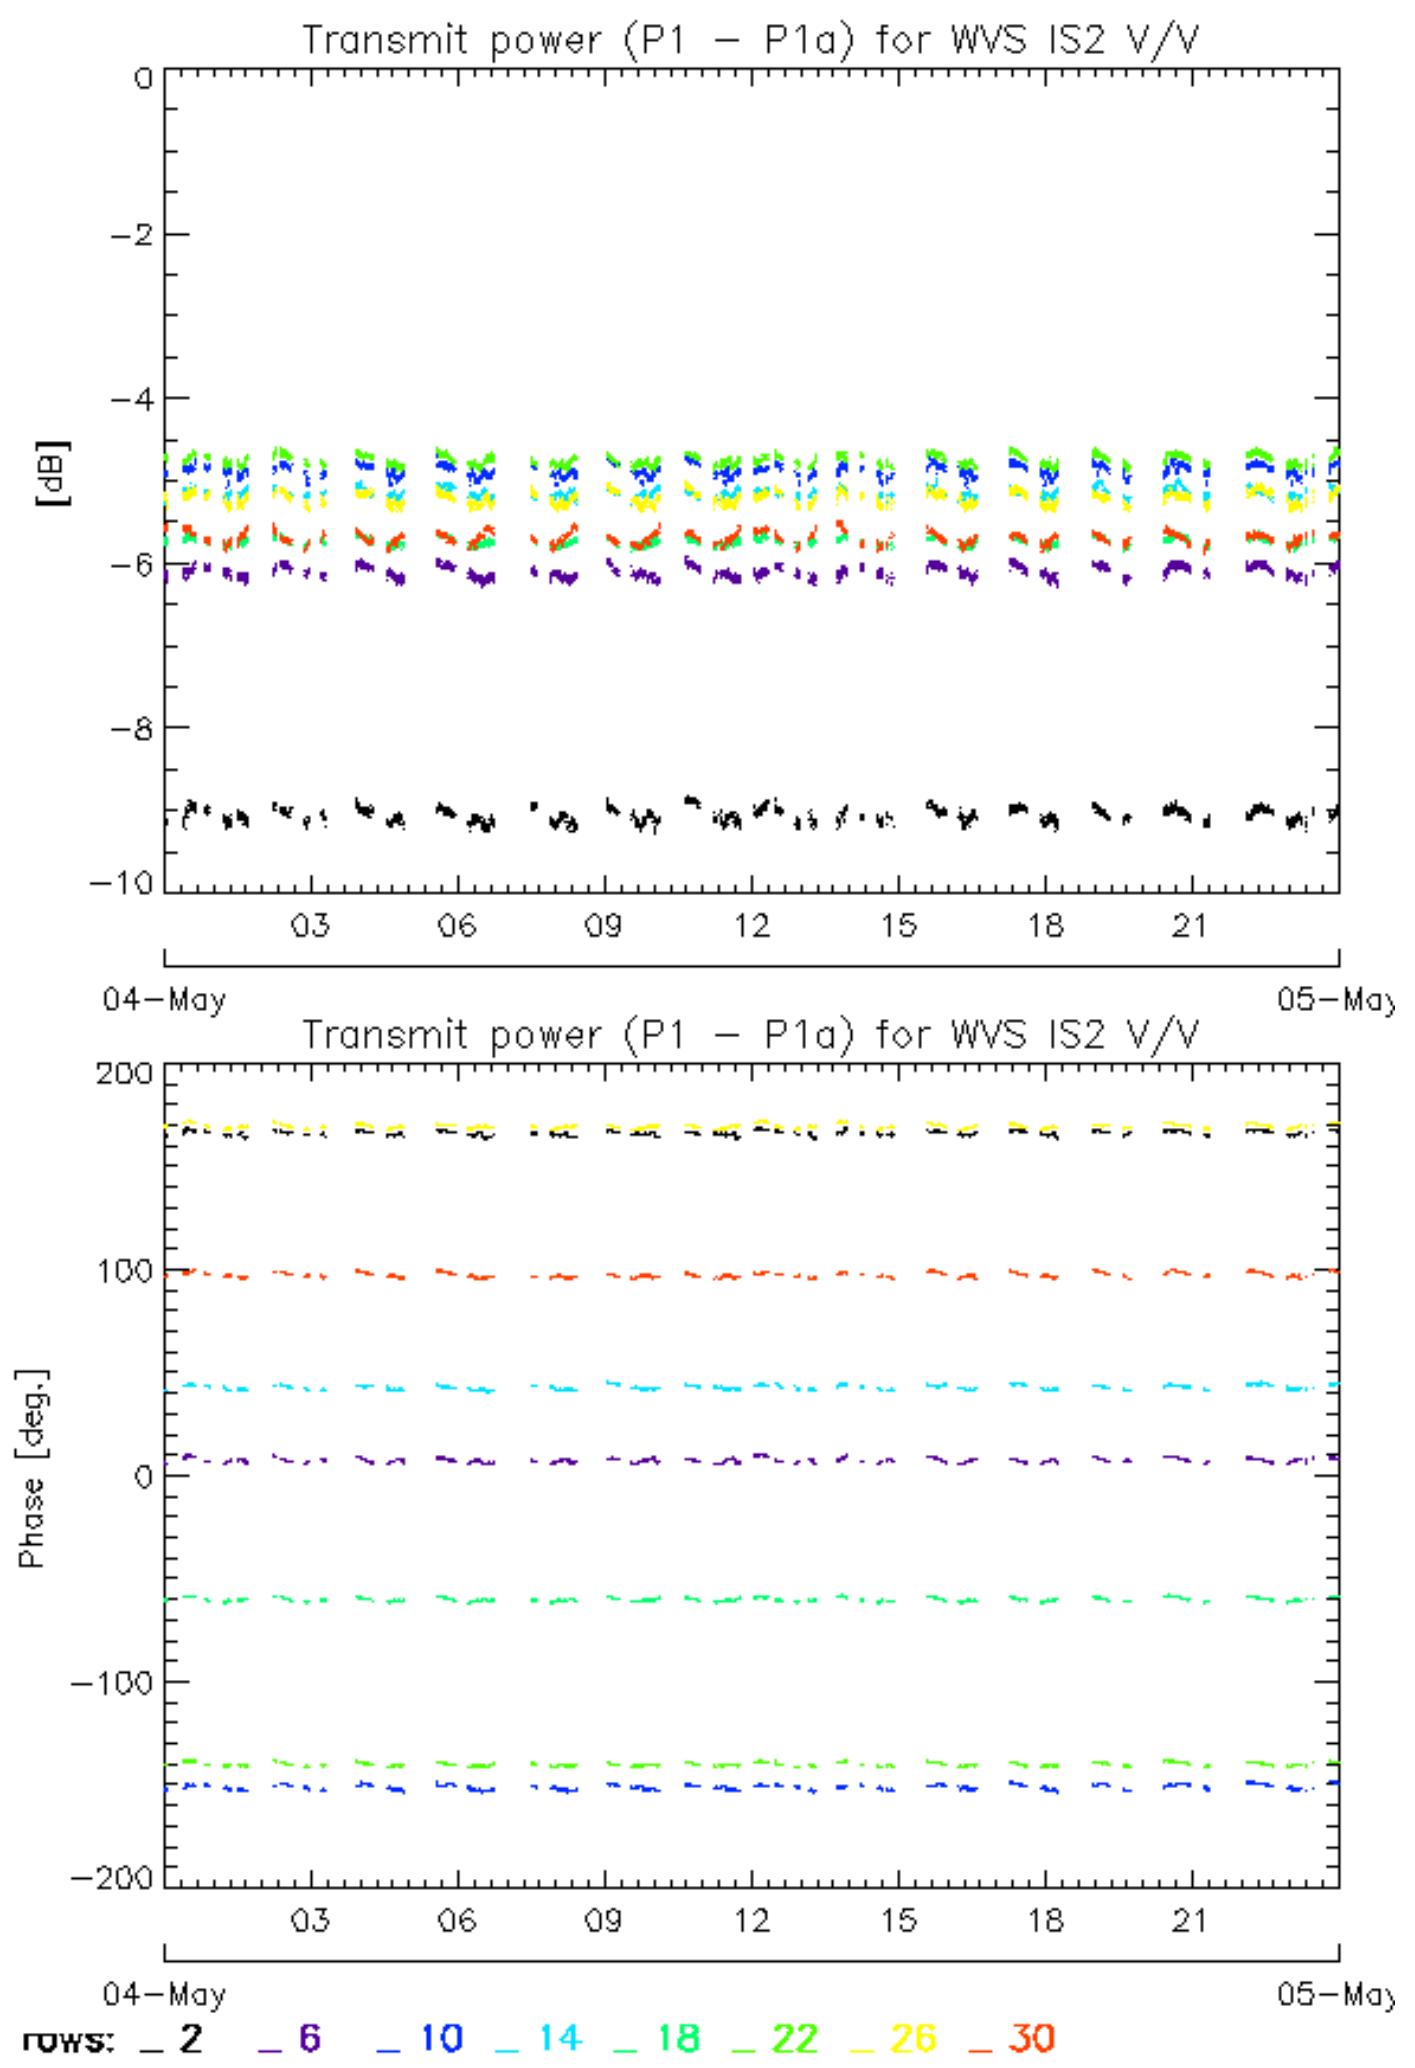 Transmit power (P1 - P1a) for WVS IS2 V/V
0
-2
-4
[dB]
-6
-8
-10
03 06 09 12 15 18 21
04-May 05-May
Transmit power (P1 - P1a) for WVS IS2 V/V
200
100
Phase [deg.]
0
-100
-200
03 06 09 12 15 18 21
04-May 05-May
rows: _ 2 _ 6 _ 10 _ 14 _ 18 _ 22 _ 26 _ 30